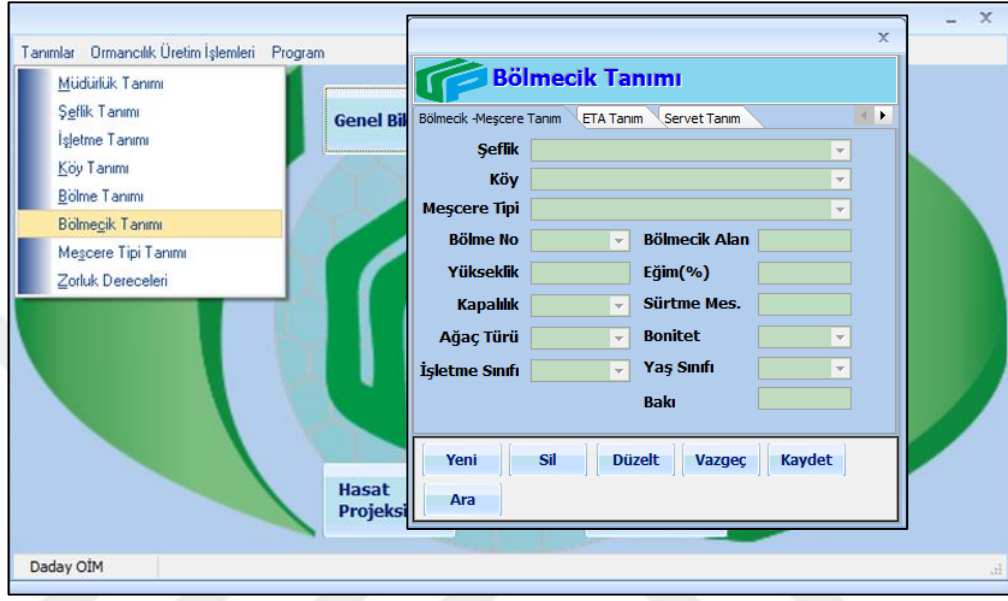 Tanımlar Ormancılık Üretim İşlemleri Program
Müdürlük Tanımı
Şeflik Tanımı
İşletme Tanımı
Köy Tanımı
Bölme Tanımı
Bölmeçik Tanımı
Meşcere Tipi Tanımı
Zorluk Dereceleri
Genel Bil
Hasat
Projeksi
Daday OİM
Bölmecik Tanımı
Bölmecik -Meşcere Tanım ETA Tanım Servet Tanım
Şeflik
Köy
Meşcere Tipi
Bölme No Bölmecik Alan
Yükseklik Eğim(%)
Kapalılık Sürtme Mes.
Ağaç Türü Bonitet
İşletme Sınıfı Yaş Sınıfı
Bakı
Yeni Sil Düzelt Vazgeç Kaydet
Ara